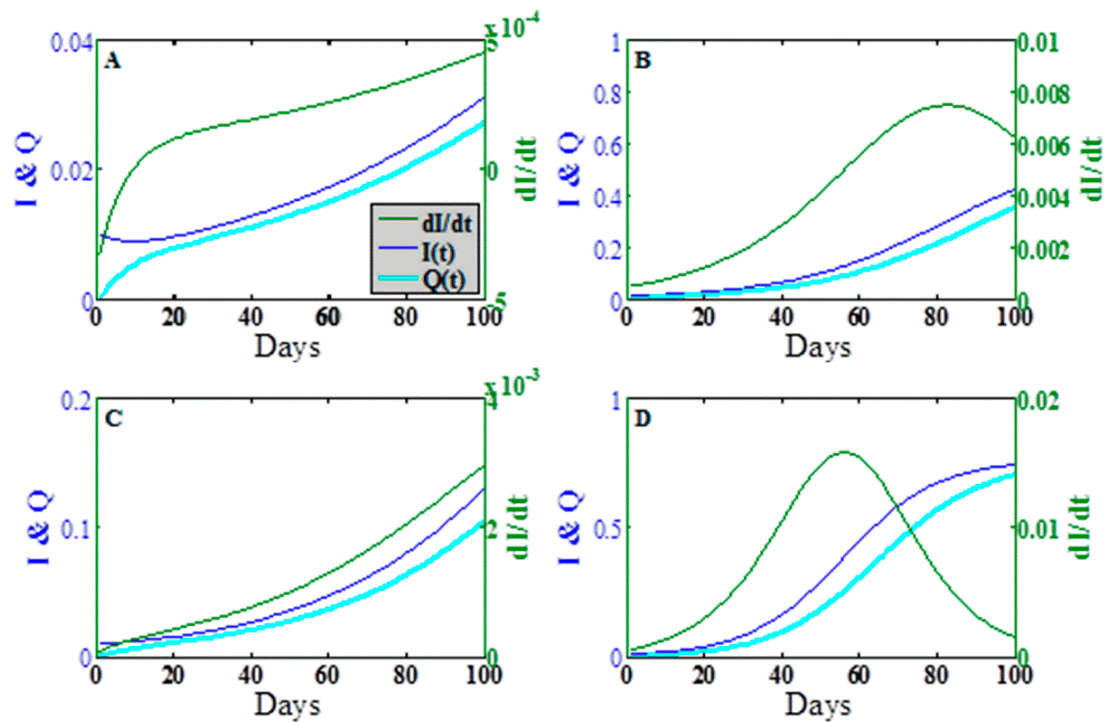 x 10-4
0.04 A 5
I & Q 0.02 0 dI/dt
dI/dt
I(t)
Q(t)
0 -5
0 20 40 60 80 100
Days
1 B 0.01
0.8 0.008
I & Q 0.6 0.006 dI/dt
0.4 0.004
0.2 0.002
0 0
0 20 40 60 80 100
Days
x 10-3
0.2 C 4
I & Q 0.1 2 dI/dt
0 0
0 20 40 60 80 100
Days
1 D 0.02
I & Q 0.5 0.01 dI/dt
0 0
0 20 40 60 80 100
Days